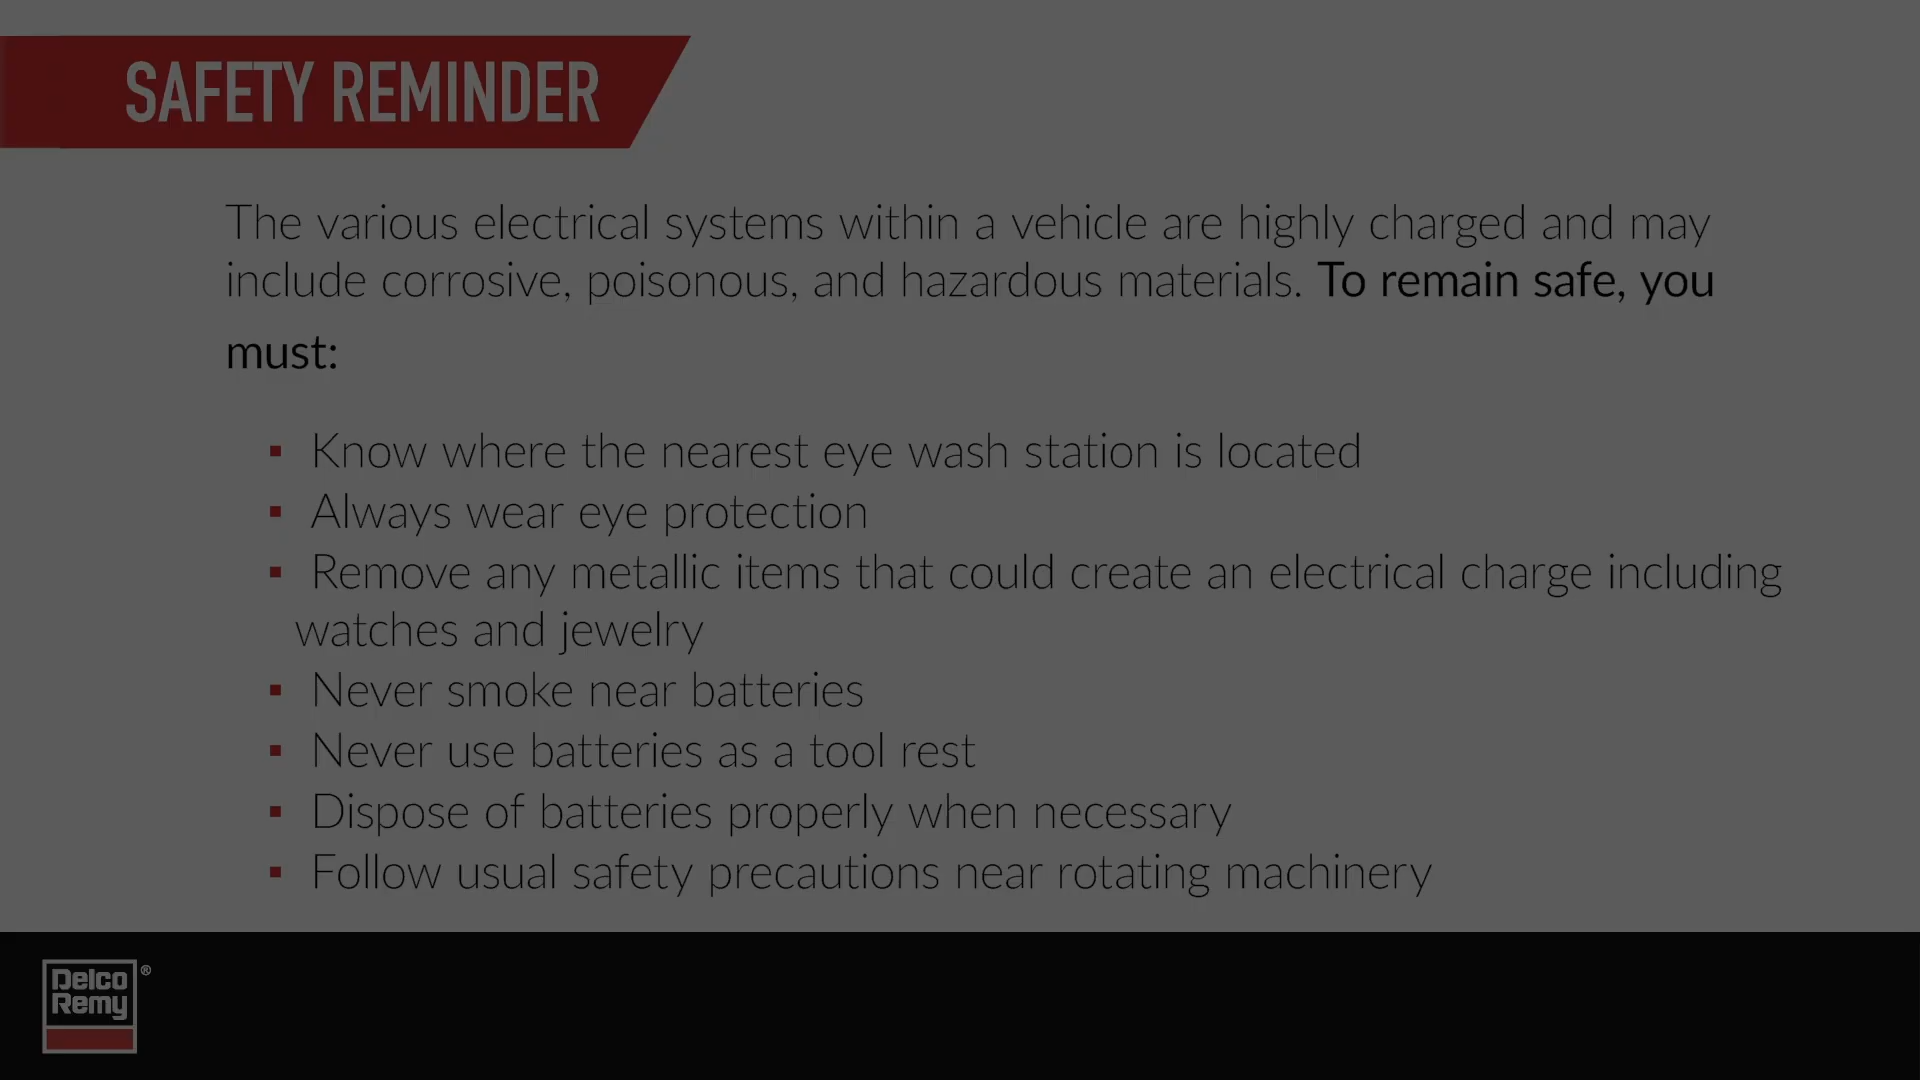 SAFETY REMINDER
The various electrical systems within a vehicle are highly charged and may
include corrosive, poisonous, and hazardous materials. To remain safe, you
must:
▪ Know where the nearest eye wash station is located
▪ Always wear eye protection
▪ Remove any metallic items that could create an electrical charge including
watches and jewelry
▪ Never smoke near batteries
▪ Never use batteries as a tool rest
▪ Dispose of batteries properly when necessary
▪ Follow usual safety precautions near rotating machinery
Delco ®
Remy